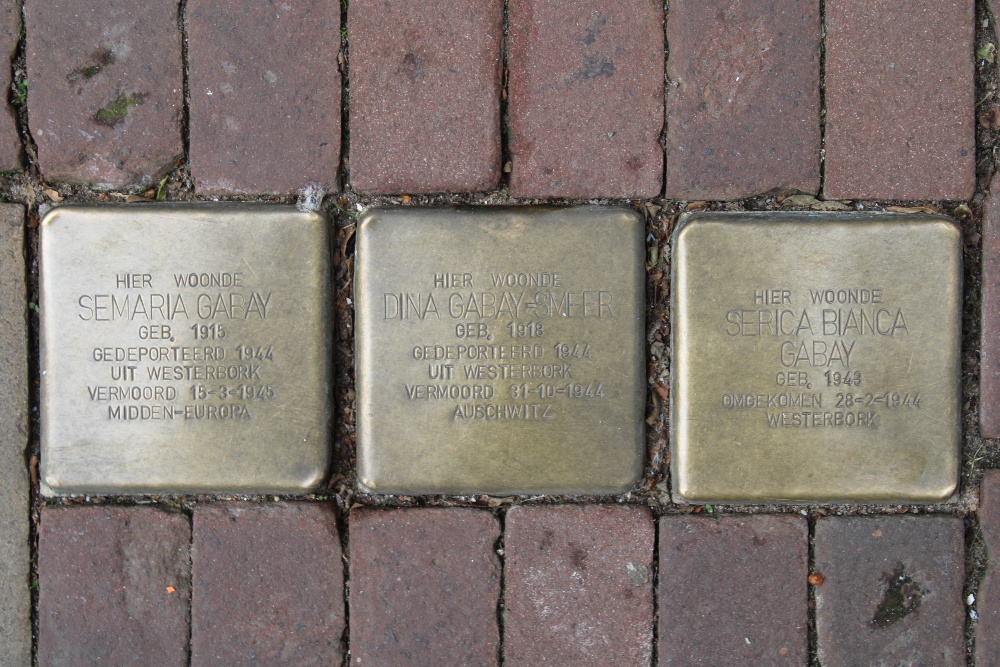 HIER WOONDE
SEMARIA GABAY
GEB. 1915
GEDEPORTEERD 1944
UIT WESTERBORK
VERMOORD 15-3-1945
MIDDEN-EUROPA
HIER WOONDE
DINA GABAY-SMEER
GEB. 1918
GEDEPORTEERD 1944
UIT WESTERBORK
VERMOORD 31-10-1944
AUSCHWITZ
HIER WOONDE
SERICA BIANCA
GABAY
GEB. 1943
OMGEKOMEN 28-2-1944
WESTERBORK